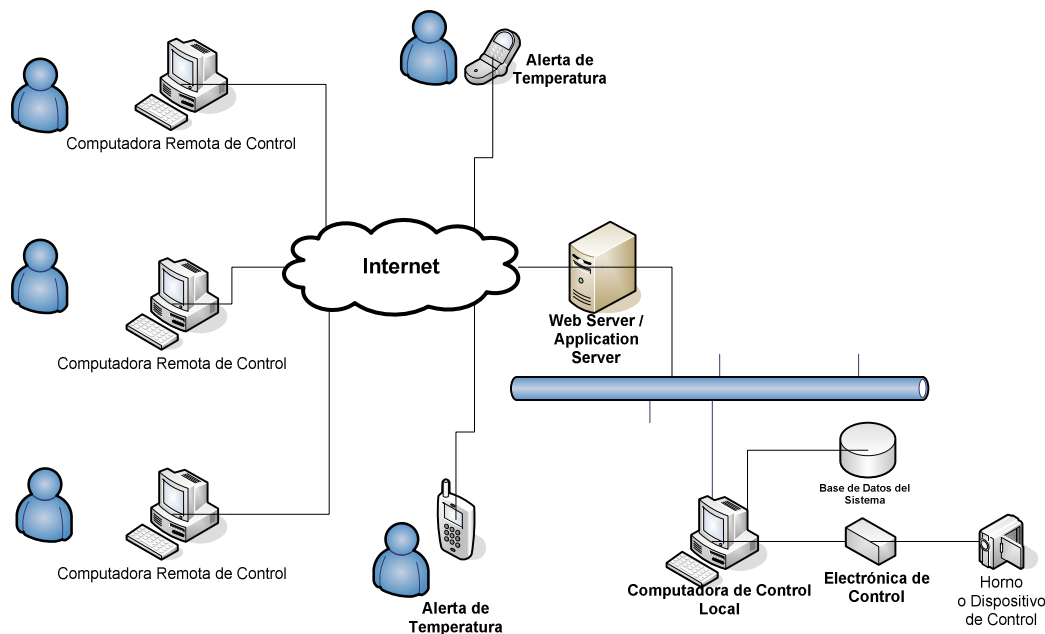 Alerta de
Temperatura
Computadora Remota de Control
Internet
Web Server /
Application
Server
Computadora Remota de Control
Base de Datos del
Sistema
Computadora Remota de Control
Alerta de
Temperatura
Computadora de Control
Local
Electrónica de
Control
Horno
o Dispositivo
de Control